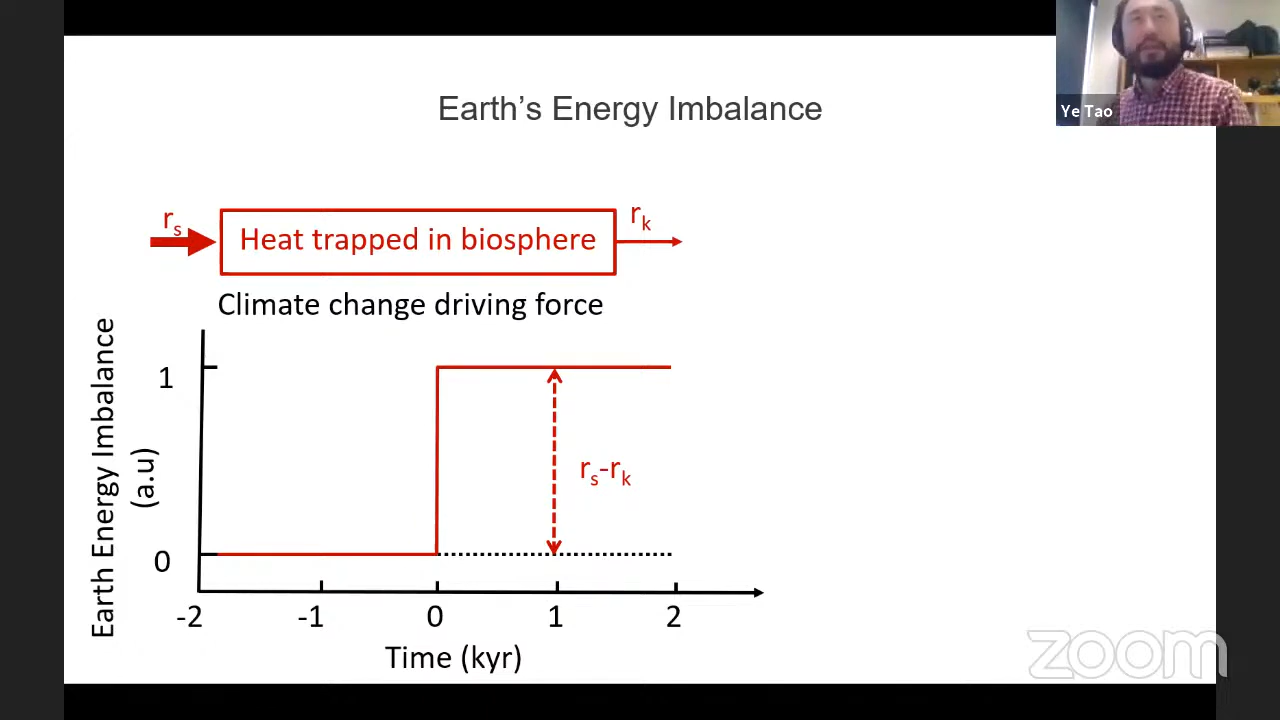 Earth’s Energy Imbalance
Ye Tao
rs
Heat trapped in biosphere
rk
Climate change driving force
Earth Energy Imbalance
(a.u)
1
rs-rk
0
-2 -1 0 1 2
Time (kyr)
zoom